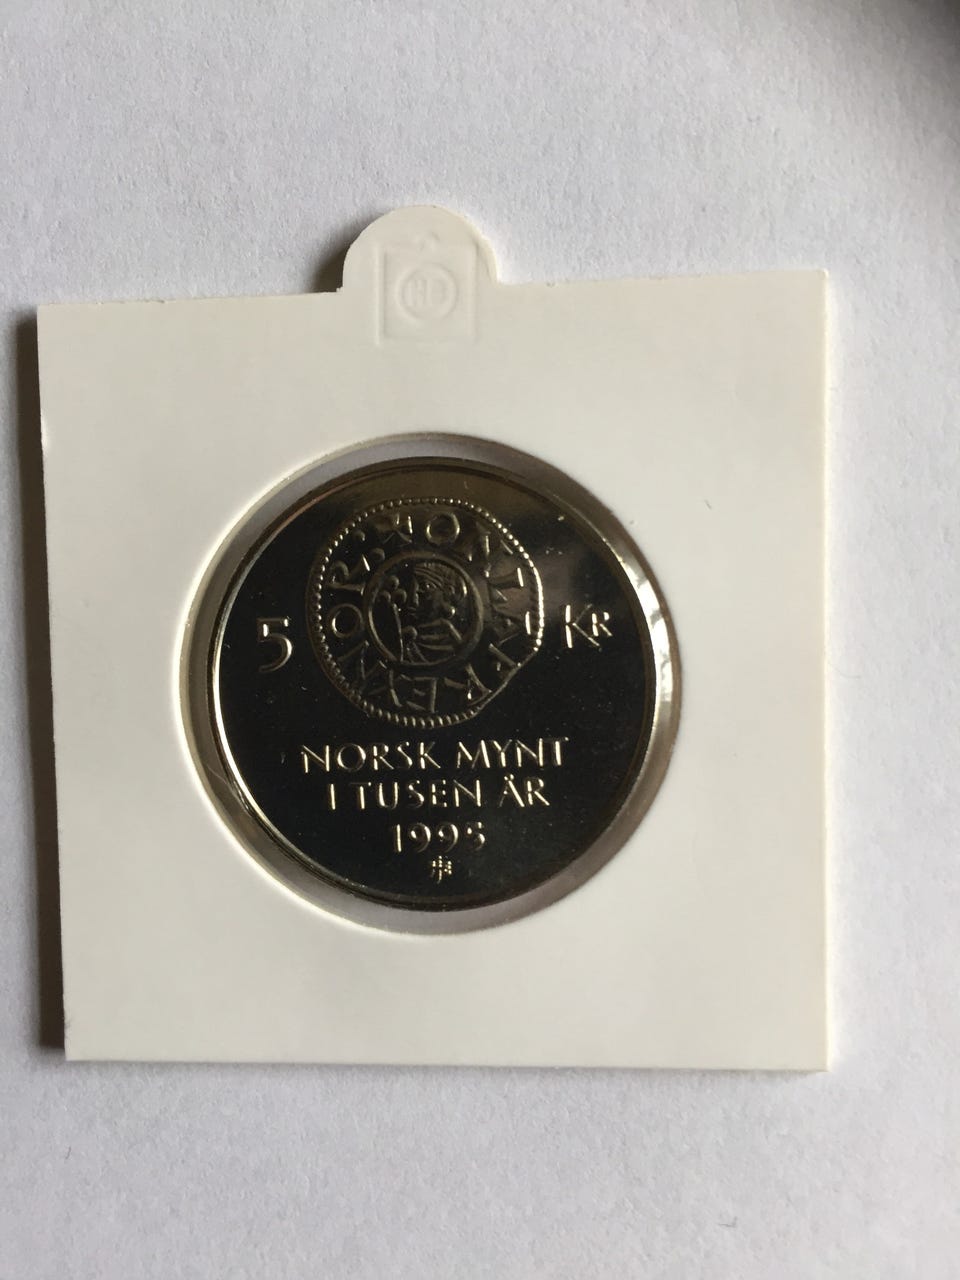 5 KR
NORSK MYNT
I TUSEN ÅR
1995